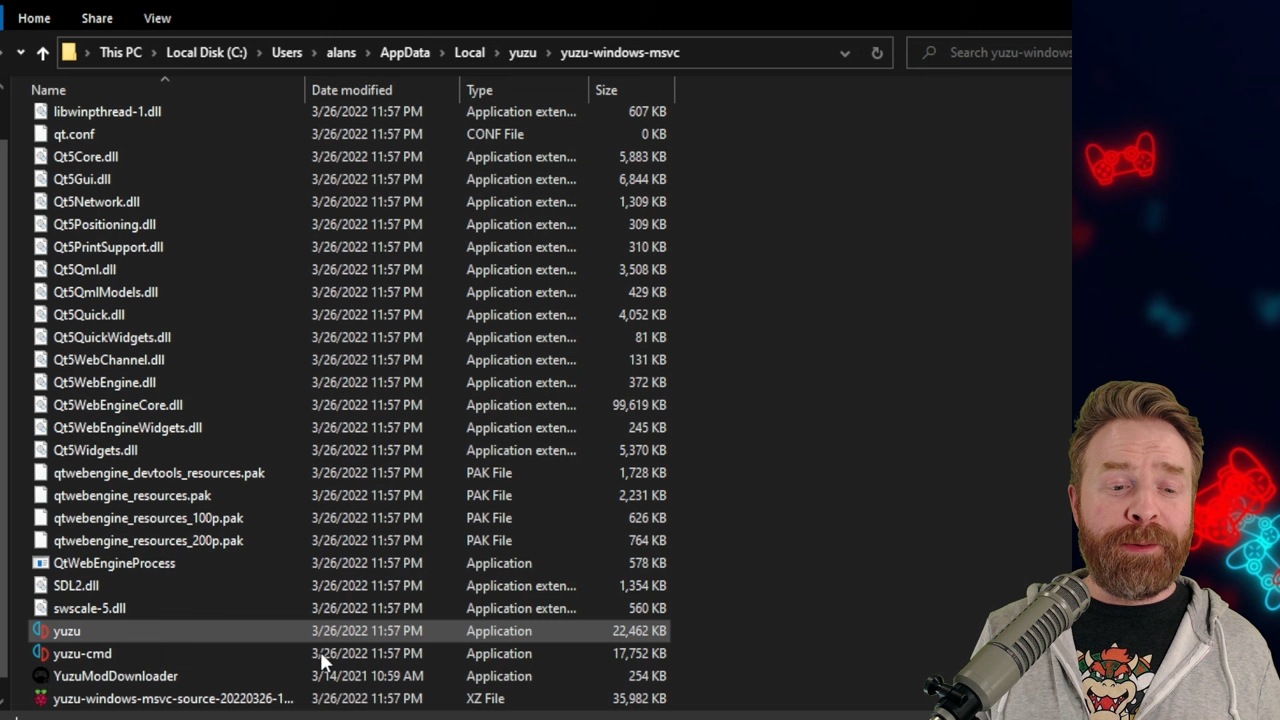 Home Share View
This PC Local Disk (C:) Users alans AppData Local yuzu yuzu-windows-msvc Search yuzu-windows
Name Date modified Type Size
libwinpthread-1.dll 3/26/2022 11:57 PM Application exten... 607 KB
qt.conf 3/26/2022 11:57 PM CONF File 0 KB
Qt5Core.dll 3/26/2022 11:57 PM Application exten... 5,883 KB
Qt5Gui.dll 3/26/2022 11:57 PM Application exten... 6,844 KB
Qt5Network.dll 3/26/2022 11:57 PM Application exten... 1,309 KB
Qt5Positioning.dll 3/26/2022 11:57 PM Application exten... 309 KB
Qt5PrintSupport.dll 3/26/2022 11:57 PM Application exten... 310 KB
Qt5Qml.dll 3/26/2022 11:57 PM Application exten... 3,508 KB
Qt5QmlModels.dll 3/26/2022 11:57 PM Application exten... 429 KB
Qt5Quick.dll 3/26/2022 11:57 PM Application exten... 4,052 KB
Qt5QuickWidgets.dll 3/26/2022 11:57 PM Application exten... 81 KB
Qt5WebChannel.dll 3/26/2022 11:57 PM Application exten... 131 KB
Qt5WebEngine.dll 3/26/2022 11:57 PM Application exten... 372 KB
Qt5WebEngineCore.dll 3/26/2022 11:57 PM Application exten... 99,619 KB
Qt5WebEngineWidgets.dll 3/26/2022 11:57 PM Application exten... 245 KB
Qt5Widgets.dll 3/26/2022 11:57 PM Application exten... 5,370 KB
qtwebengine_devtools_resources.pak 3/26/2022 11:57 PM PAK File 1,728 KB
qtwebengine_resources.pak 3/26/2022 11:57 PM PAK File 2,231 KB
qtwebengine_resources_100p.pak 3/26/2022 11:57 PM PAK File 626 KB
qtwebengine_resources_200p.pak 3/26/2022 11:57 PM PAK File 764 KB
QtWebEngineProcess 3/26/2022 11:57 PM Application 578 KB
SDL2.dll 3/26/2022 11:57 PM Application exten... 1,354 KB
swscale-5.dll 3/26/2022 11:57 PM Application exten... 560 KB
yuzu 3/26/2022 11:57 PM Application 22,462 KB
yuzu-cmd 3/26/2022 11:57 PM Application 17,752 KB
YuzuModDownloader 3/14/2021 10:59 AM Application 254 KB
yuzu-windows-msvc-source-20220326-1... 3/26/2022 11:57 PM XZ File 35,982 KB